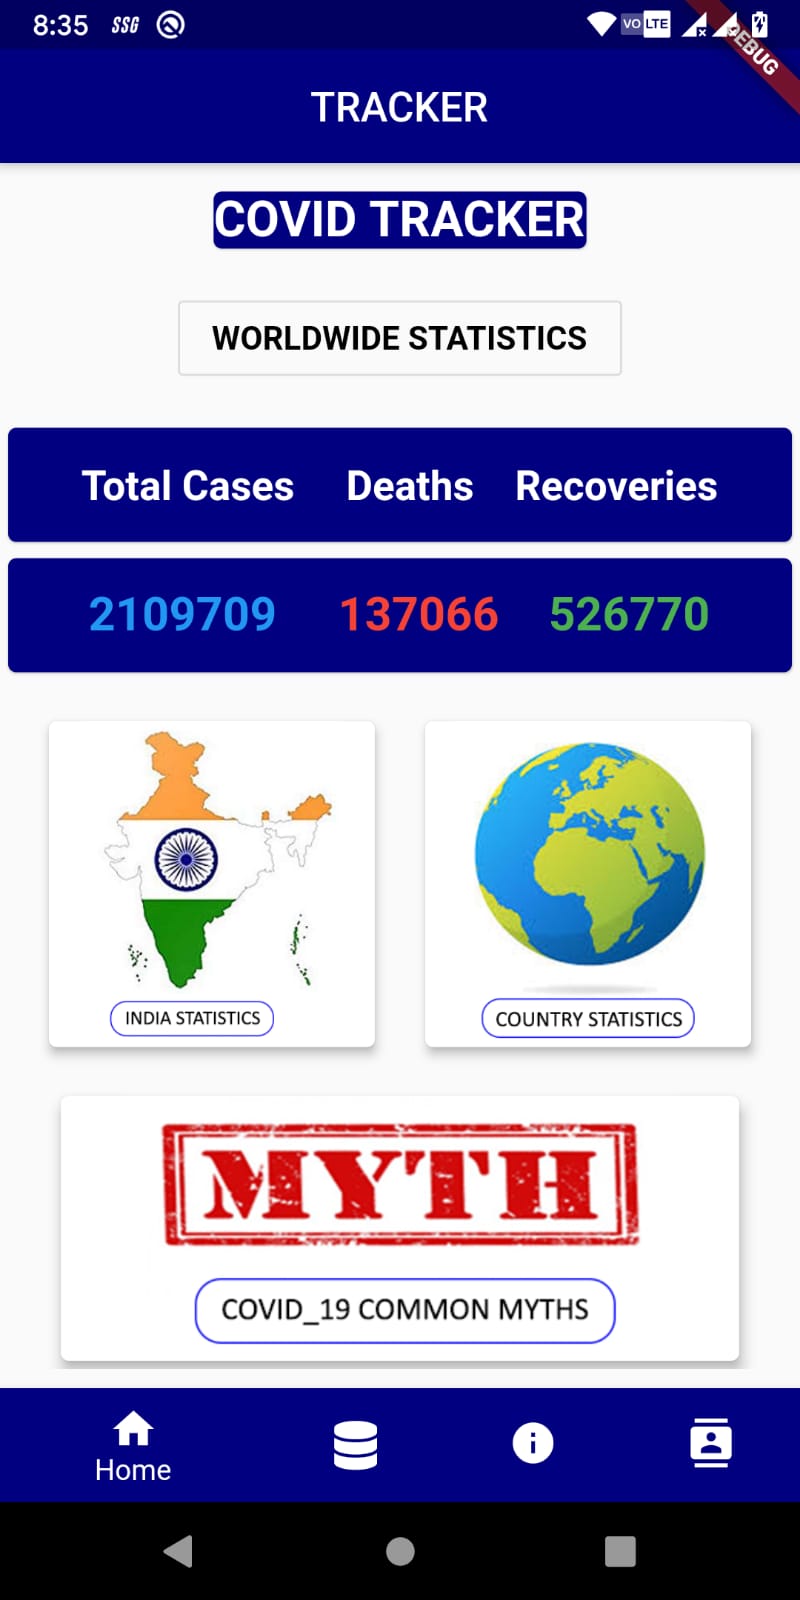 8:35 SSG VO LTE
DEBUG
TRACKER
COVID TRACKER
WORLDWIDE STATISTICS
Total Cases Deaths Recoveries
2109709 137066 526770
INDIA STATISTICS
COUNTRY STATISTICS
MYTH
COVID_19 COMMON MYTHS
Home